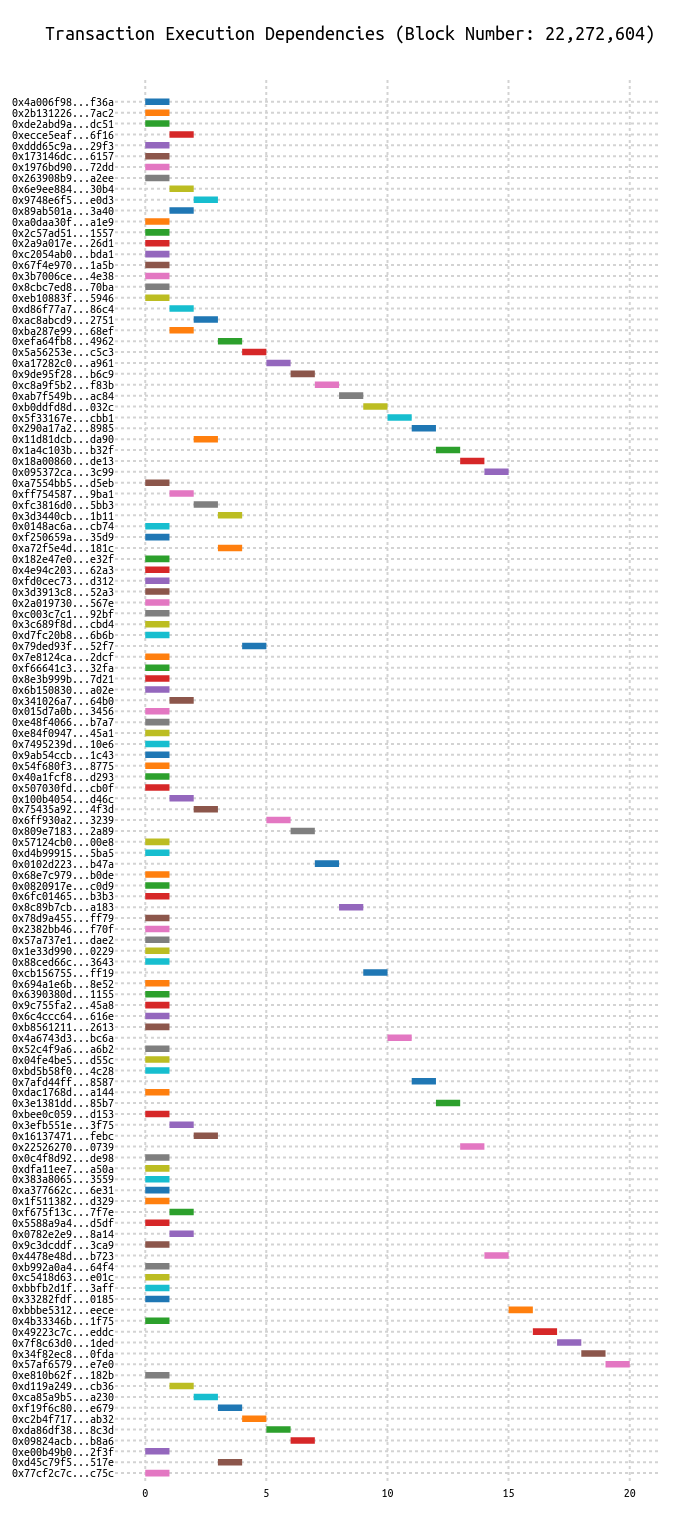 Transaction Execution Dependencies (Block Number: 22,272,604)
0x4a006f98...f36a
0x2b131226...7ac2
0xde2abd9a...dc51
0xecce5eaf...6f16
0xddd65c9a...29f3
0x173146dc...6157
0x1976bd90...72dd
0x263908b9...a2ee
0x6e9ee884...30b4
0x9748e6f5...e0d3
0x89ab501a...3a40
0xa0daa30f...a1e9
0x2c57ad51...1557
0x2a9a017e...26d1
0xc2054ab0...bda1
0x67f4e970...1a5b
0x3b7006ce...4e38
0x8cbc7ed8...70ba
0xeb10883f...5946
0xd86f77a7...86c4
0xac8abcd9...2751
0xba287e99...68ef
0xefa64fb8...4962
0x5a56253e...c5c3
0xa17282c0...a961
0x9de95f28...b6c9
0xc8a9f5b2...f83b
0xab7f549b...ac84
0xb0ddfd8d...032c
0x5f33167e...cbb1
0x290a17a2...8985
0x11d81dcb...da90
0x1a4c103b...b32f
0x18a00860...de13
0x095372ca...3c99
0xa7554bb5...d5eb
0xff754587...9ba1
0xfc3816d0...5bb3
0x3d3440cb...1b11
0x0148ac6a...cb74
0xf250659a...35d9
0xa72f5e4d...181c
0x182e47e0...e32f
0x4e94c203...62a3
0xfd0cec73...d312
0x3d3913c8...52a3
0x2a019730...567e
0xc003c7c1...92bf
0x3c689f8d...cbd4
0xd7fc20b8...6b6b
0x79ded93f...52f7
0x7e8124ca...2dcf
0xf66641c3...32fa
0x8e3b999b...7d21
0x6b150830...a02e
0x341026a7...64b0
0x015d7a0b...3456
0xe48f4066...b7a7
0xe84f0947...45a1
0x7495239d...10e6
0x9ab54ccb...1c43
0x54f680f3...8775
0x40a1fcf8...d293
0x507030fd...cb0f
0x100b4054...d46c
0x75435a92...4f3d
0x6ff930a2...3239
0x809e7183...2a89
0x57124cb0...00e8
0xd4b99915...5ba5
0x0102d223...b47a
0x68e7c979...b0de
0x0820917e...c0d9
0x6fc01465...b3b3
0x8c89b7cb...a183
0x78d9a455...ff79
0x2382bb46...f70f
0x57a737e1...dae2
0x1e33d990...0229
0x88ced66c...3643
0xcb156755...ff19
0x694a1e6b...8e52
0x6390380d...1155
0x9c755fa2...45a8
0x6c4ccc64...616e
0xb8561211...2613
0x4a6743d3...bc6a
0x52c4f9a6...a6b2
0x04fe4be5...d55c
0xbd5b58f0...4c28
0x7afd44ff...8587
0xdac1768d...a144
0x3e1381dd...85b7
0xbee0c059...d153
0x3efb551e...3f75
0x16137471...febc
0x22526270...0739
0x0c4f8d92...de98
0xdfa11ee7...a50a
0x383a8065...3559
0xa377662c...6e31
0x1f511382...d329
0xf675f13c...7f7e
0x5588a9a4...d5df
0x0782e2e9...8a14
0x9c3dcddf...3ca9
0x4478e48d...b723
0xb992a0a4...64f4
0xc5418d63...e01c
0xbbfb2d1f...3aff
0x33282fdf...0185
0xbbbe5312...eece
0x4b33346b...1f75
0x49223c7c...eddc
0x7f8c63d0...1ded
0x34f82ec8...0fda
0x57af6579...e7e0
0xe810b62f...182b
0xd119a249...cb36
0xca85a9b5...a230
0xf19f6c80...e679
0xc2b4f717...ab32
0xda86df38...8c3d
0x09824acb...b8a6
0xe00b49b0...2f3f
0xd45c79f5...517e
0x77cf2c7c...c75c
0 5 10 15 20